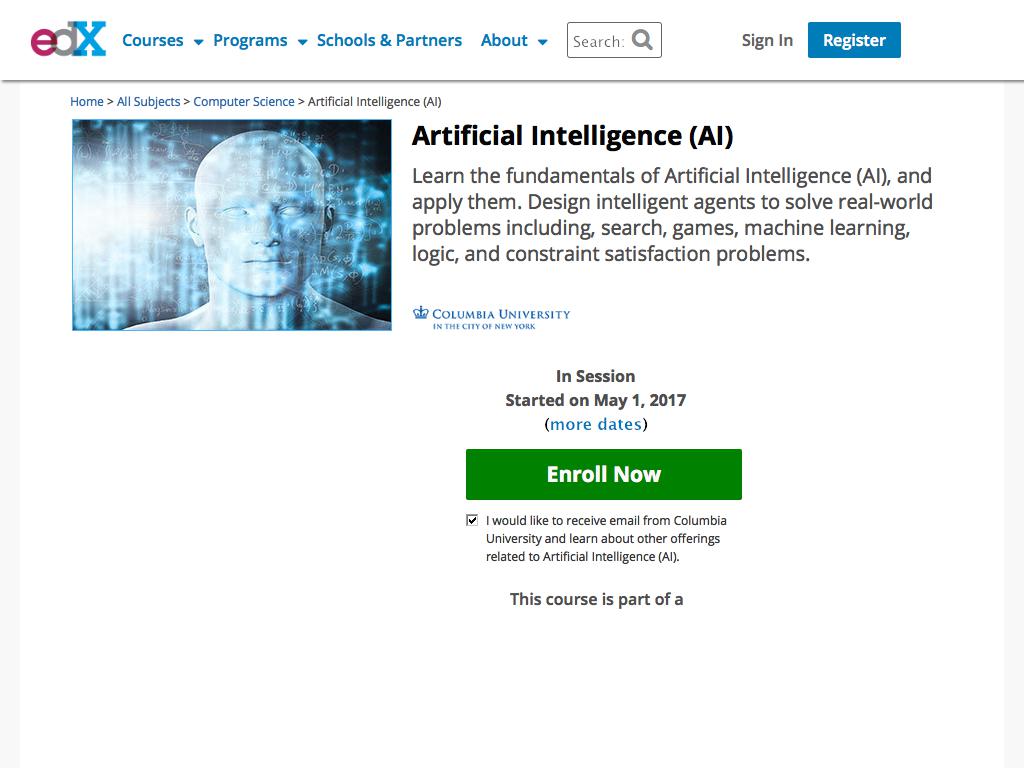 edX Courses Programs Schools & Partners About Search: Sign In Register
Home > All Subjects > Computer Science > Artificial Intelligence (AI)
Artificial Intelligence (AI)
Learn the fundamentals of Artificial Intelligence (AI), and
apply them. Design intelligent agents to solve real-world
problems including, search, games, machine learning,
logic, and constraint satisfaction problems.
COLUMBIA UNIVERSITY
IN THE CITY OF NEW YORK
In Session
Started on May 1, 2017
(more dates)
Enroll Now
I would like to receive email from Columbia
University and learn about other offerings
related to Artificial Intelligence (AI).
This course is part of a